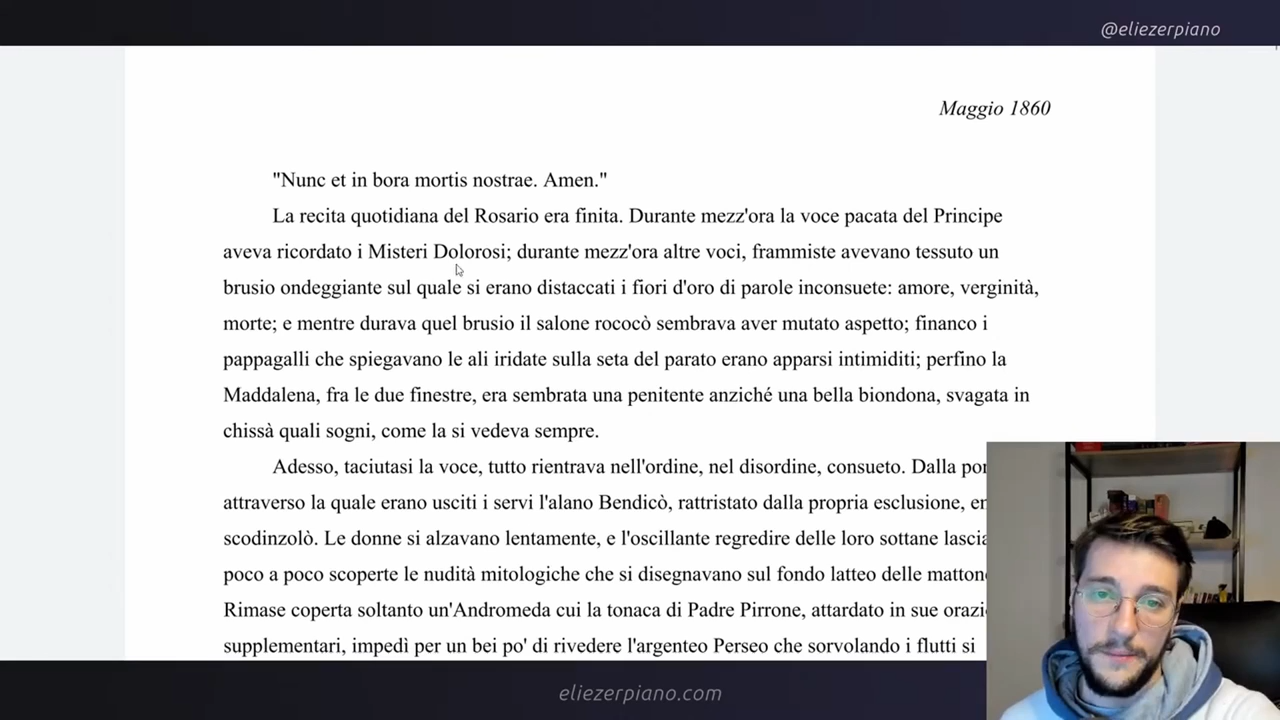 @eliezerpiano
Maggio 1860
"Nunc et in bora mortis nostrae. Amen."
La recita quotidiana del Rosario era finita. Durante mezz'ora la voce pacata del Principe
aveva ricordato i Misteri Dolorosi; durante mezz'ora altre voci, frammiste avevano tessuto un
brusio ondeggiante sul quale si erano distaccati i fiori d'oro di parole inconsuete: amore, verginità,
morte; e mentre durava quel brusio il salone rococò sembrava aver mutato aspetto; financo i
pappagalli che spiegavano le ali iridate sulla seta del parato erano apparsi intimiditi; perfino la
Maddalena, fra le due finestre, era sembrata una penitente anziché una bella biondona, svagata in
chissà quali sogni, come la si vedeva sempre.
Adesso, taciutasi la voce, tutto rientrava nell'ordine, nel disordine, consueto. Dalla
attraverso la quale erano usciti i servi l'alano Bendicò, rattristato dalla propria esclusione,
scodinzolò. Le donne si alzavano lentamente, e l'oscillante regredire delle loro sottane
poco a poco scoperte le nudità mitologiche che si disegnavano sul fondo latteo delle
Rimase coperta soltanto un'Andromeda cui la tonaca di Padre Pirrone, attardato in sue
supplementari, impedì per un bei po' di rivedere l'argenteo Perseo che sorvolando i flutti si
eliezerpiano.com